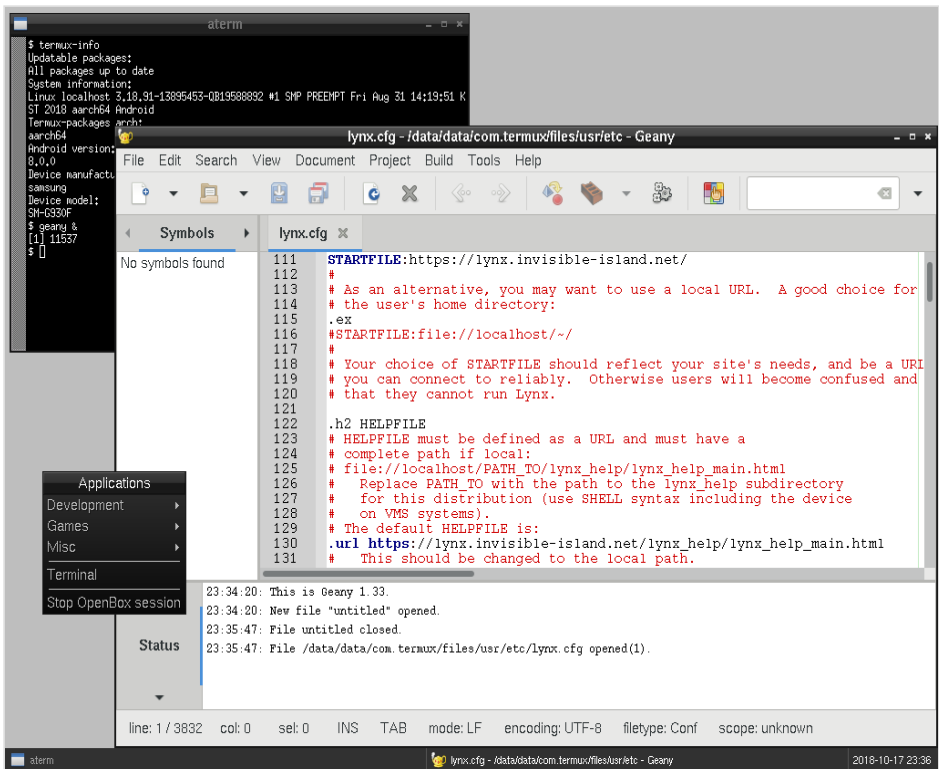 aterm
$ termux-info
Updatable packages:
All packages up to date
System information:
Linux localhost 3.18.91-13895453-QB19588892 #1 SMP PREEMPT Fri Aug 31 14:19:51 K
ST 2018 aarch64 Android
Termux-packages arch:
aarch64
Android version:
8.0.0
Device manufactu
samsung
Device model:
SM-G930F
$ geany &
[1] 11537
$
lynx.cfg - /data/data/com.termux/files/usr/etc - Geany
File Edit Search View Document Project Build Tools Help
Symbols
lynx.cfg
No symbols found
111 STARTFILE:https://lynx.invisible-island.net/
112 #
113 # As an alternative, you may want to use a local URL. A good choice for
114 # the user's home directory:
115 .ex
116 #STARTFILE:file://localhost/~/
117 #
118 # Your choice of STARTFILE should reflect your site's needs, and be a URL
119 # you can connect to reliably. Otherwise users will become confused and
120 # that they cannot run Lynx.
121
122 .h2 HELPFILE
123 # HELPFILE must be defined as a URL and must have a
124 # complete path if local:
125 # file://localhost/PATH_TO/lynx_help/lynx_help_main.html
126 # Replace PATH_TO with the path to the lynx_help subdirectory
127 # for this distribution (use SHELL syntax including the device
128 # on VMS systems).
129 # The default HELPFILE is:
130 .url https://lynx.invisible-island.net/lynx_help/lynx_help_main.html
131 # This should be changed to the local path.
Applications
Development
Games
Misc
Terminal
Stop OpenBox session
Status
23:34:20: This is Geany 1.33.
23:34:20: New file "untitled" opened.
23:35:47: File untitled closed.
23:35:47: File /data/data/com.termux/files/usr/etc/lynx.cfg opened(1).
line: 1 / 3832 col: 0 sel: 0 INS TAB mode: LF encoding: UTF-8 filetype: Conf scope: unknown
aterm
lynx.cfg - /data/data/com.termux/files/usr/etc - Geany
2018-10-17 23:36